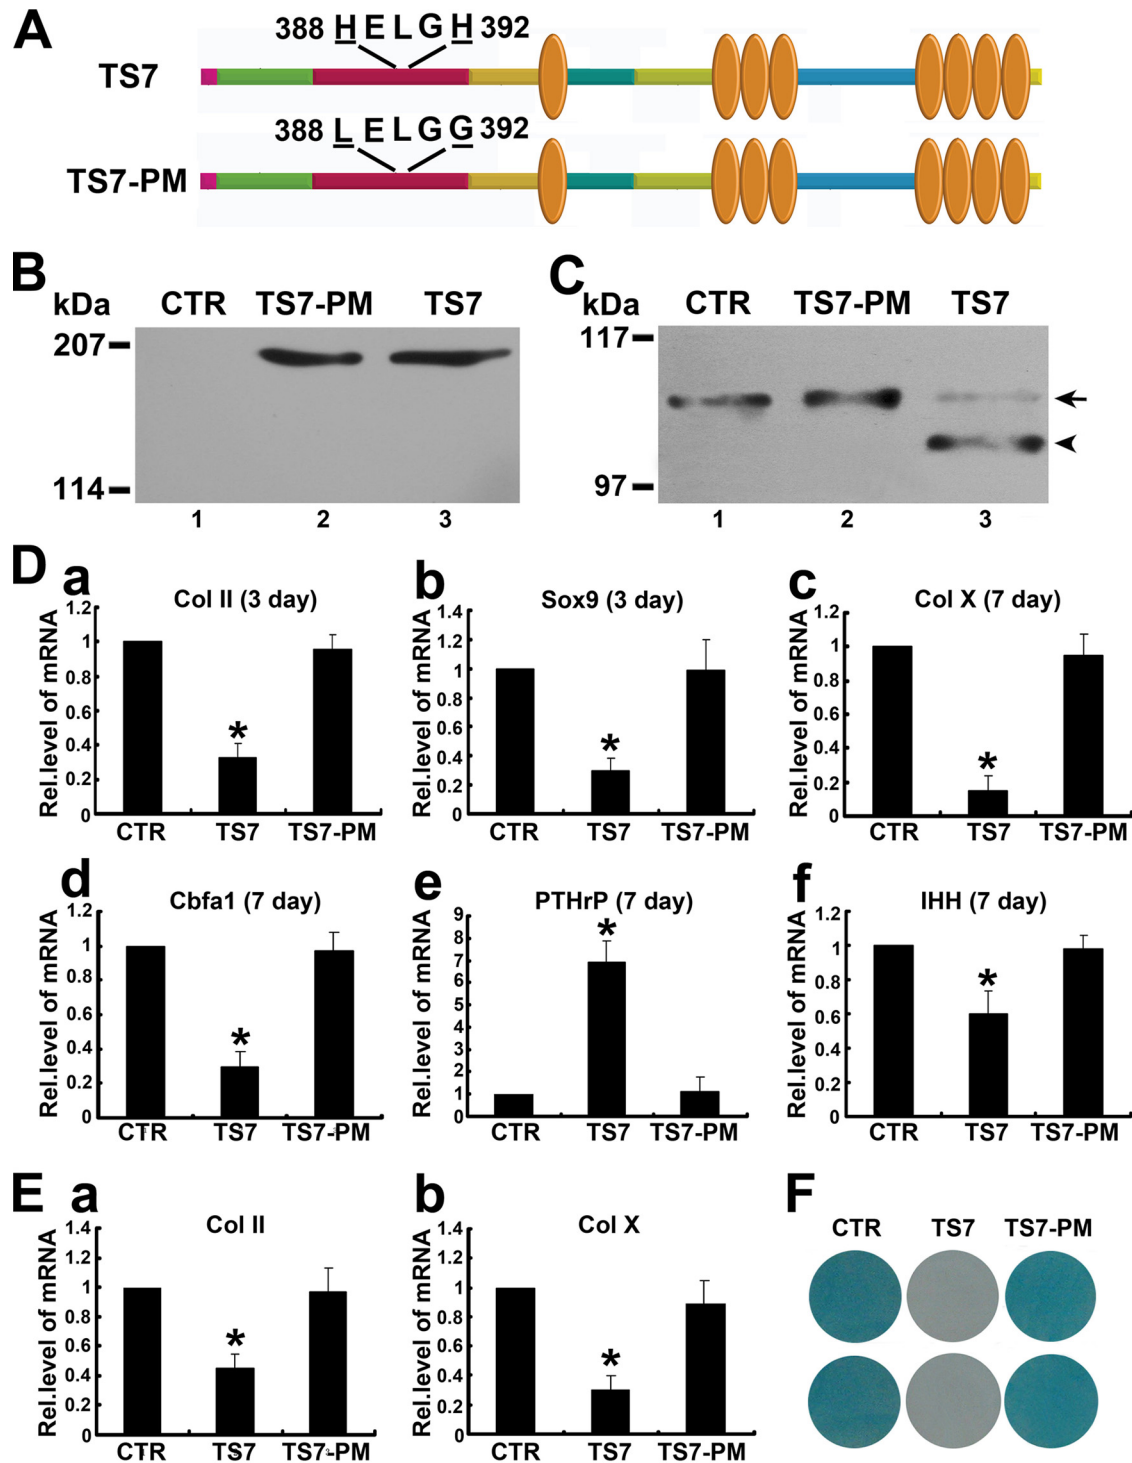 A
388 H E L G H 392
TS7
388 L E L G G 392
TS7-PM
B
kDa CTR TS7-PM TS7
207
114
1 2 3
C
kDa CTR TS7-PM TS7
117
97
1 2 3
D
a
Col II (3 day)
Rel.level of mRNA
1.2
1
0.8
0.6
0.4
0.2
0
*
CTR TS7 TS7-PM
b
Sox9 (3 day)
Rel.level of mRNA
1.4
1.2
1
0.8
0.6
0.4
0.2
0
*
CTR TS7 TS7-PM
c
Col X (7 day)
Rel.level of mRNA
1.2
1
0.8
0.6
0.4
0.2
0
*
CTR TS7 TS7-PM
d
Cbfa1 (7 day)
Rel.level of mRNA
1.2
1
0.8
0.6
0.4
0.2
0
*
CTR TS7 TS7-PM
e
PTHrP (7 day)
Rel.level of mRNA
9
8
7
6
5
4
3
2
1
0
*
CTR TS7 TS7-PM
f
IHH (7 day)
Rel.level of mRNA
1.2
1
0.8
0.6
0.4
0.2
0
*
CTR TS7 TS7-PM
E
a
Col II
Rel.level of mRNA
1.4
1.2
1
0.8
0.6
0.4
0.2
0
*
CTR TS7 TS7-PM
b
Col X
Rel.level of mRNA
1.4
1.2
1
0.8
0.6
0.4
0.2
0
*
CTR TS7 TS7-PM
F
CTR TS7 TS7-PM